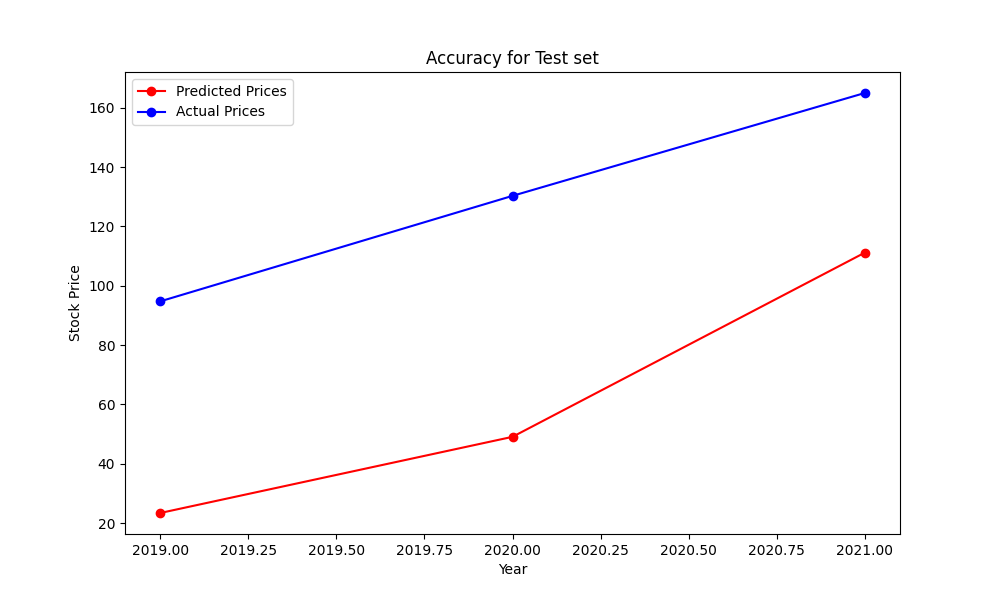 Accuracy for Test set
Predicted Prices
Actual Prices
160
140
120
100
80
60
40
20
Stock Price
2019.00 2019.25 2019.50 2019.75 2020.00 2020.25 2020.50 2020.75 2021.00
Year